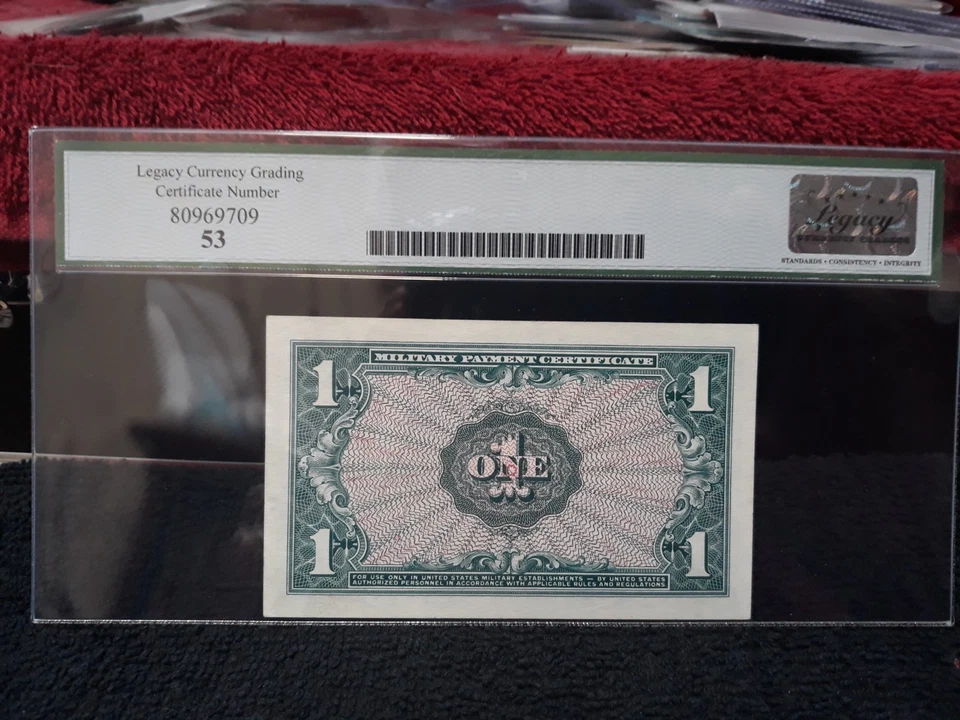 Legacy Currency Grading
Certificate Number
80969709
53
Legacy
STANDARDS • CONSISTENCY • INTEGRITY
MILITARY PAYMENT CERTIFICATE
1 1
ONE
1 1
FOR USE ONLY IN UNITED STATES MILITARY ESTABLISHMENTS — BY UNITED STATES
AUTHORIZED PERSONNEL IN ACCORDANCE WITH APPLICABLE RULES AND REGULATIONS.